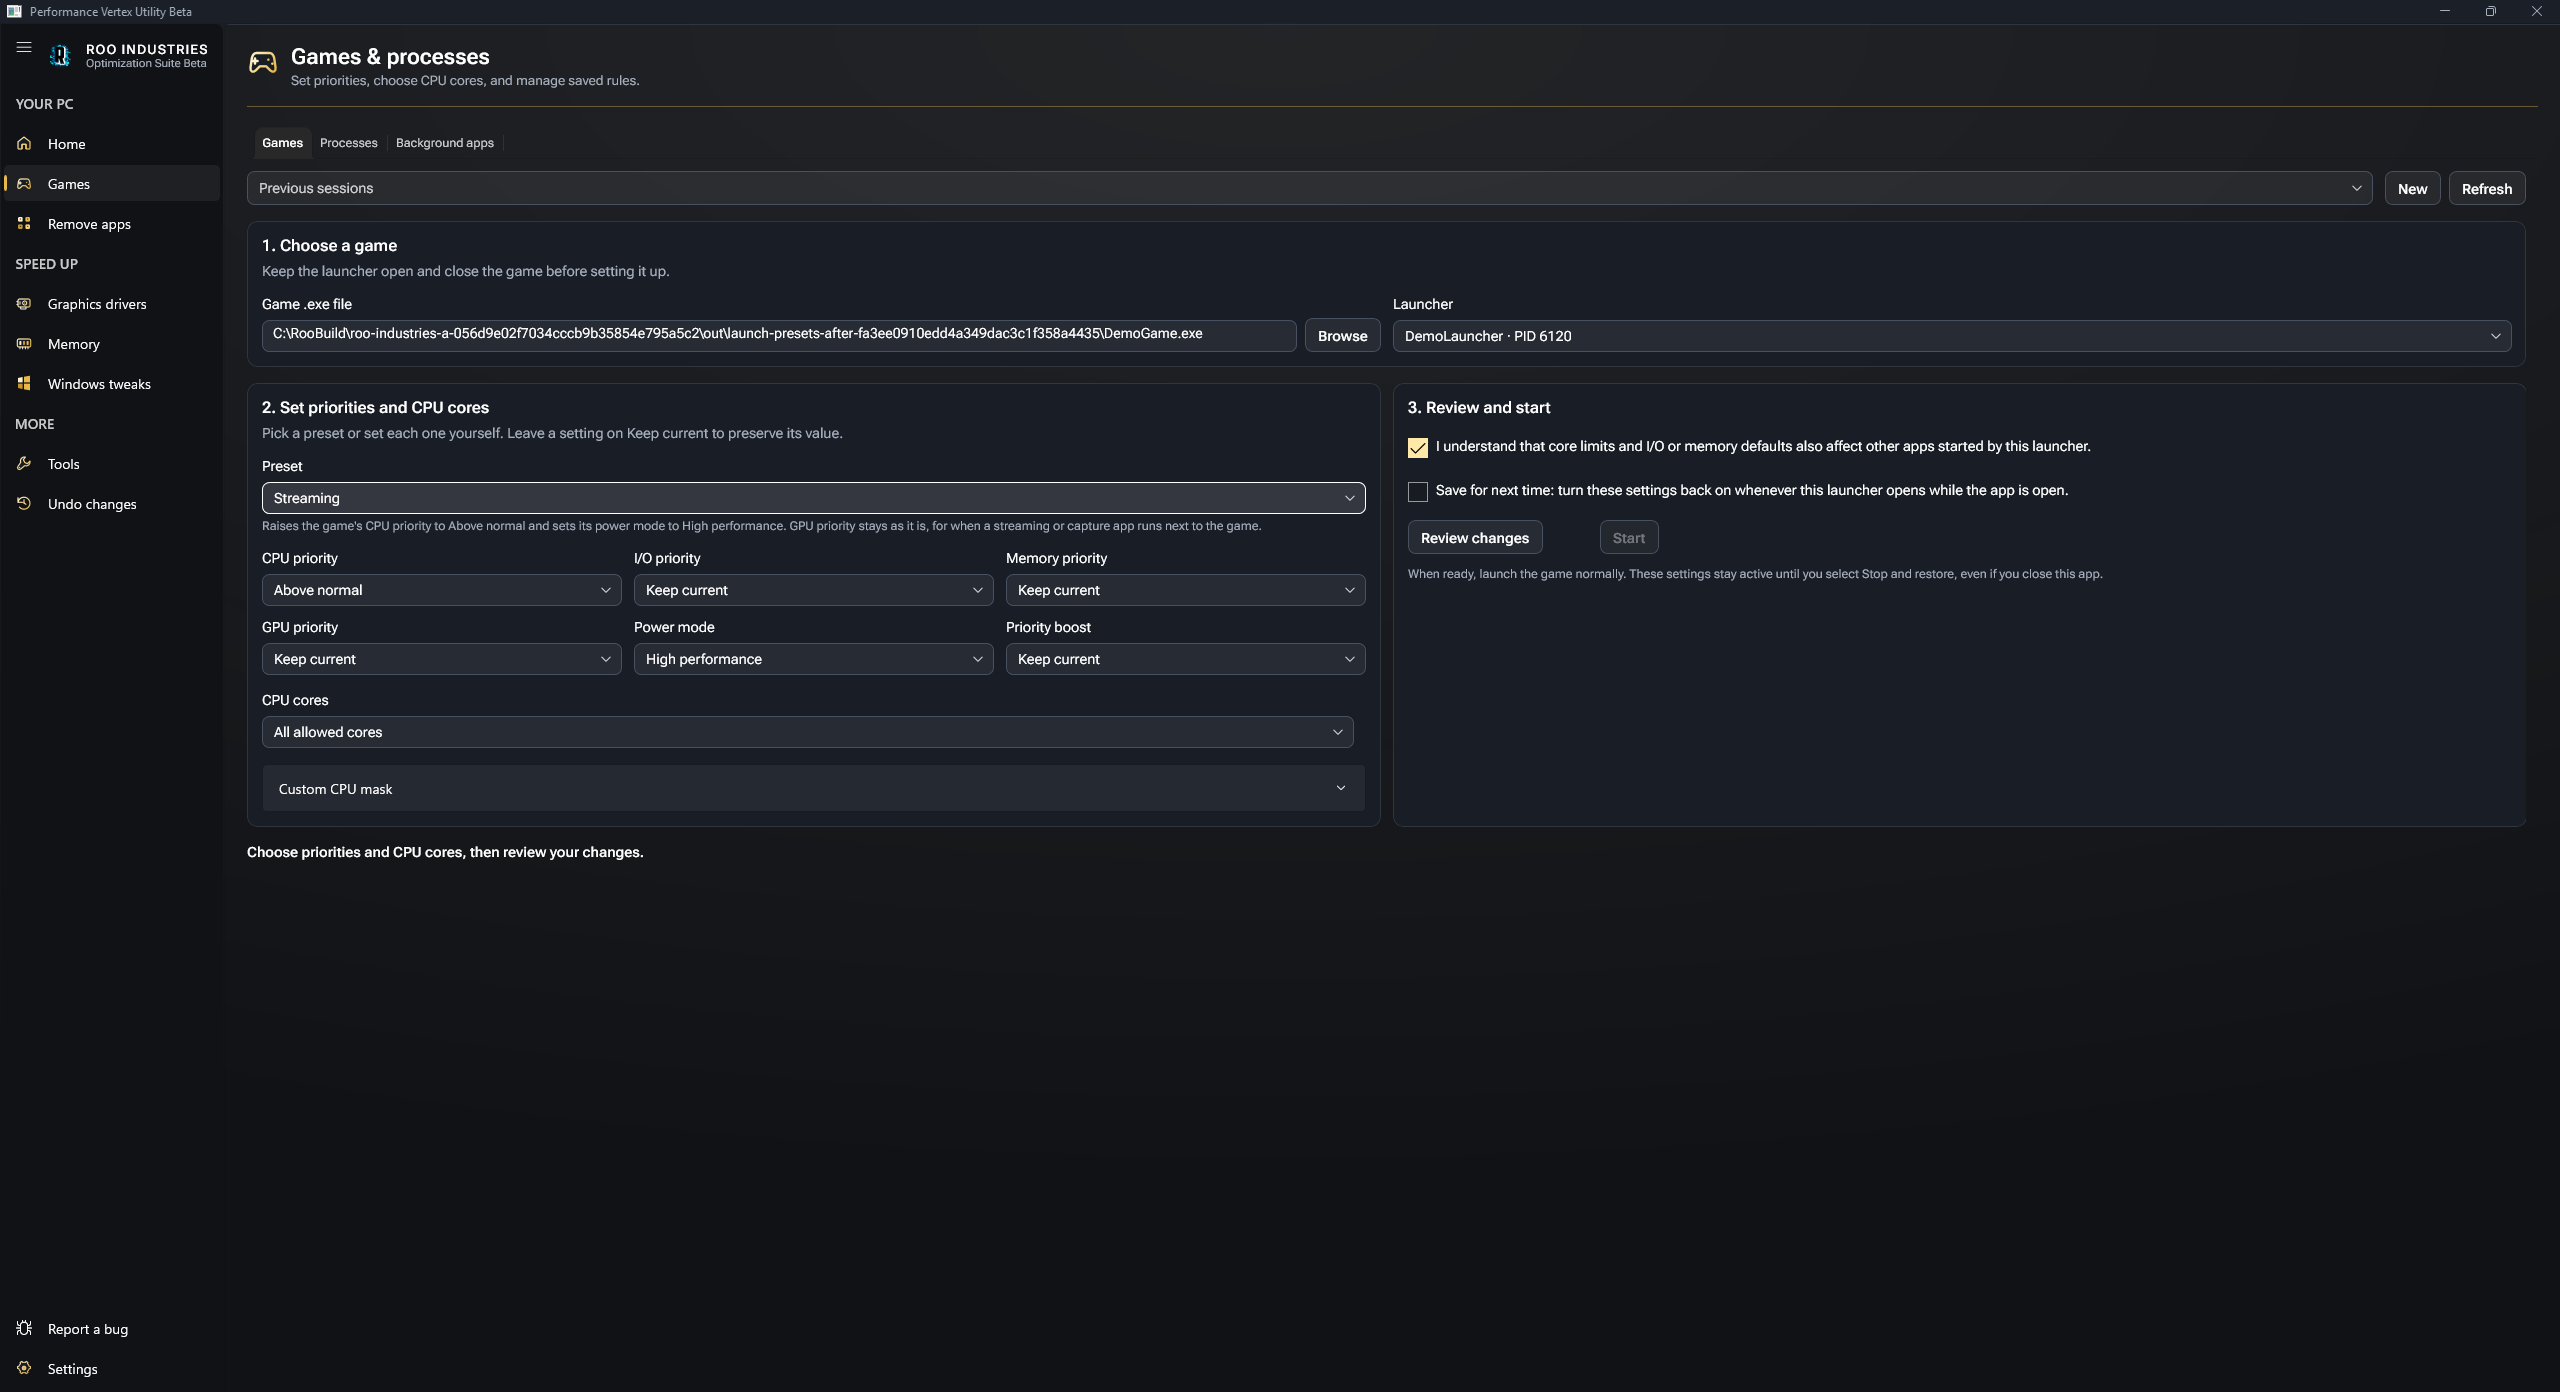 Performance Vertex Utility Beta
ROO INDUSTRIES
Optimization Suite Beta
YOUR PC
Home
Games
Remove apps
SPEED UP
Graphics drivers
Memory
Windows tweaks
MORE
Tools
Undo changes
Report a bug
Settings
Games & processes
Set priorities, choose CPU cores, and manage saved rules.
Games Processes Background apps
Previous sessions New Refresh
1. Choose a game
Keep the launcher open and close the game before setting it up.
Game .exe file
C:\RooBuild\roo-industries-a-056d9e02f7034cccb9b35854e795a5c2\out\launch-presets-after-fa3ee0910edd4a349dac3c1f358a4435\DemoGame.exe
Browse
Launcher
DemoLauncher · PID 6120
2. Set priorities and CPU cores
Pick a preset or set each one yourself. Leave a setting on Keep current to preserve its value.
Preset
Streaming
Raises the game's CPU priority to Above normal and sets its power mode to High performance. GPU priority stays as it is, for when a streaming or capture app runs next to the game.
CPU priority I/O priority Memory priority
Above normal Keep current Keep current
GPU priority Power mode Priority boost
Keep current High performance Keep current
CPU cores
All allowed cores
Custom CPU mask
3. Review and start
I understand that core limits and I/O or memory defaults also affect other apps started by this launcher.
Save for next time: turn these settings back on whenever this launcher opens while the app is open.
Review changes Start
When ready, launch the game normally. These settings stay active until you select Stop and restore, even if you close this app.
Choose priorities and CPU cores, then review your changes.